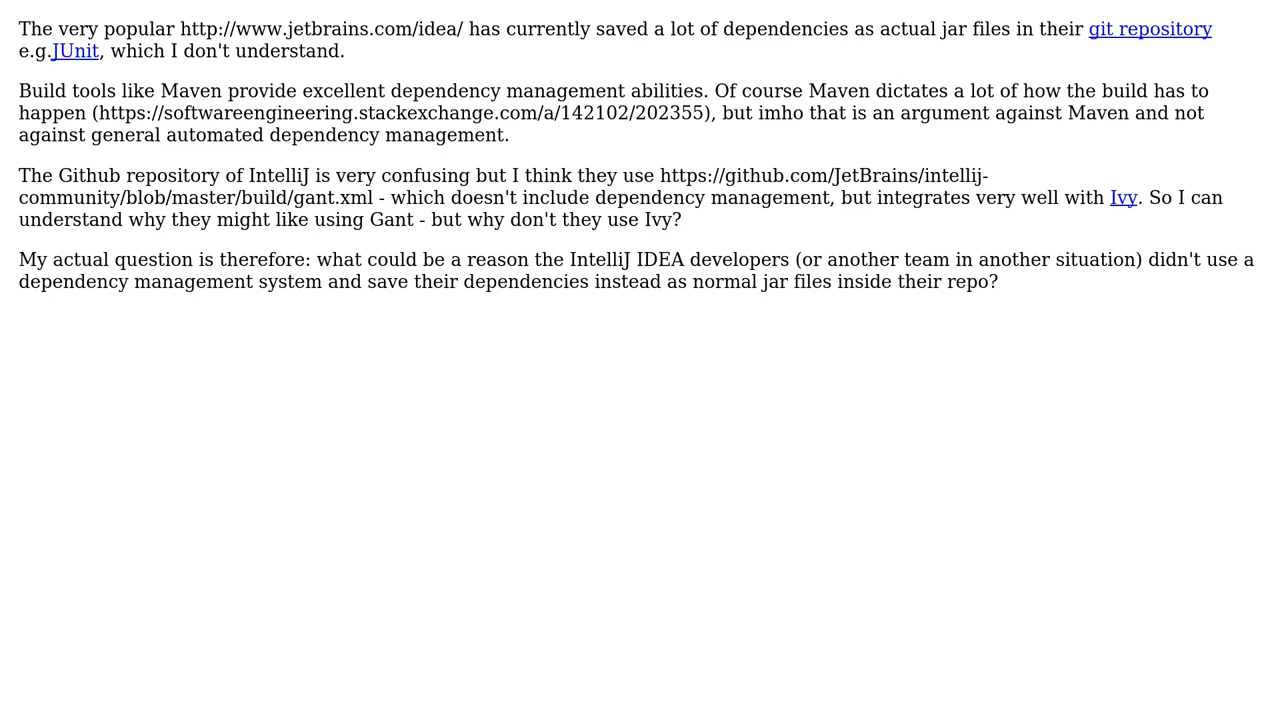 The very popular http://www.jetbrains.com/idea/ has currently saved a lot of dependencies as actual jar files in their git repository
e.g.JUnit, which I don't understand.
Build tools like Maven provide excellent dependency management abilities. Of course Maven dictates a lot of how the build has to
happen (https://softwareengineering.stackexchange.com/a/142102/202355), but imho that is an argument against Maven and not
against general automated dependency management.
The Github repository of IntelliJ is very confusing but I think they use https://github.com/JetBrains/intellij-
community/blob/master/build/gant.xml - which doesn't include dependency management, but integrates very well with Ivy. So I can
understand why they might like using Gant - but why don't they use Ivy?
My actual question is therefore: what could be a reason the IntelliJ IDEA developers (or another team in another situation) didn't use a
dependency management system and save their dependencies instead as normal jar files inside their repo?